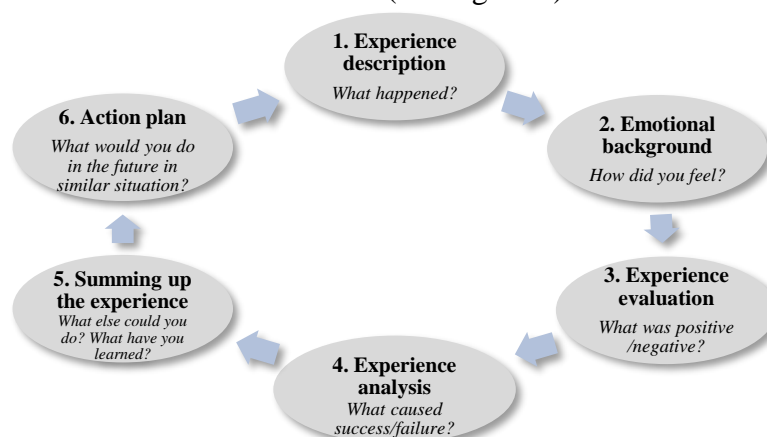 1. Experience
description
What happened?
2. Emotional
background
How did you feel?
3. Experience
evaluation
What was positive
/negative?
4. Experience
analysis
What caused
success/failure?
5. Summing up
the experience
What else could you
do? What have you
learned?
6. Action plan
What would you do
in the future in
similar situation?